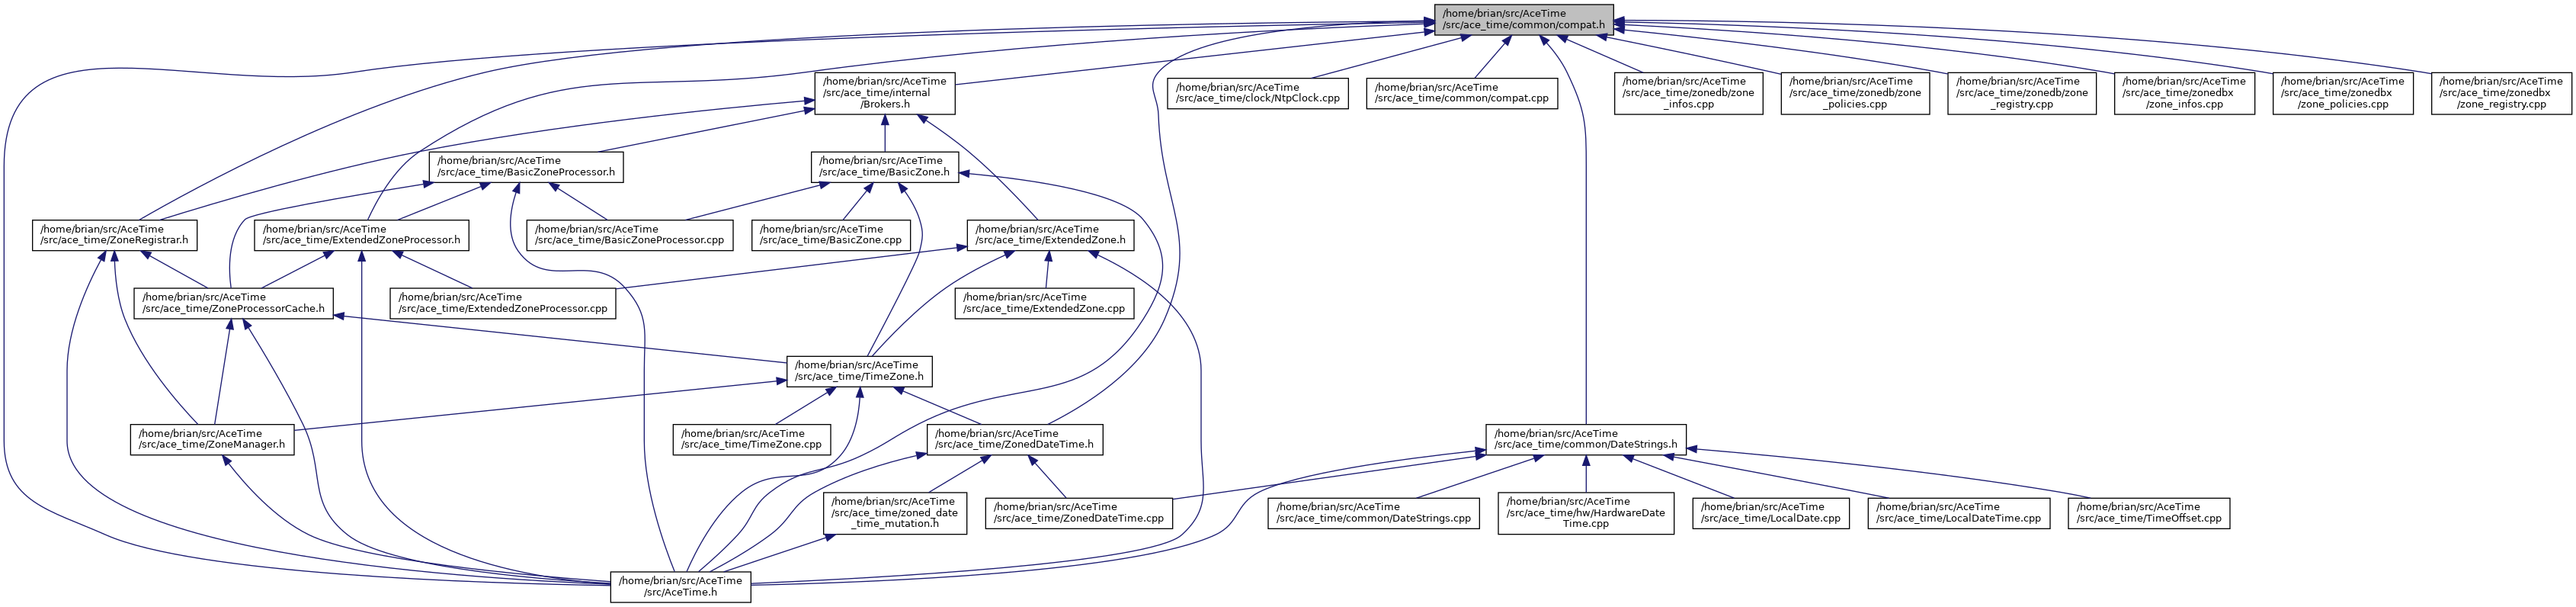 /home/brian/src/AceTime
/src/ace_time/common/compat.h
/home/brian/src/AceTime
/src/ace_time/internal
/Brokers.h
/home/brian/src/AceTime
/src/ace_time/clock/NtpClock.cpp
/home/brian/src/AceTime
/src/ace_time/common/compat.cpp
/home/brian/src/AceTime
/src/ace_time/zonedb/zone
_infos.cpp
/home/brian/src/AceTime
/src/ace_time/zonedb/zone
_policies.cpp
/home/brian/src/AceTime
/src/ace_time/zonedb/zone
_registry.cpp
/home/brian/src/AceTime
/src/ace_time/zonedbx
/zone_infos.cpp
/home/brian/src/AceTime
/src/ace_time/zonedbx
/zone_policies.cpp
/home/brian/src/AceTime
/src/ace_time/zonedbx
/zone_registry.cpp
/home/brian/src/AceTime
/src/ace_time/BasicZoneProcessor.h
/home/brian/src/AceTime
/src/ace_time/BasicZone.h
/home/brian/src/AceTime
/src/ace_time/ZoneRegistrar.h
/home/brian/src/AceTime
/src/ace_time/ExtendedZoneProcessor.h
/home/brian/src/AceTime
/src/ace_time/BasicZoneProcessor.cpp
/home/brian/src/AceTime
/src/ace_time/BasicZone.cpp
/home/brian/src/AceTime
/src/ace_time/ExtendedZone.h
/home/brian/src/AceTime
/src/ace_time/ZoneProcessorCache.h
/home/brian/src/AceTime
/src/ace_time/ExtendedZoneProcessor.cpp
/home/brian/src/AceTime
/src/ace_time/ExtendedZone.cpp
/home/brian/src/AceTime
/src/ace_time/TimeZone.h
/home/brian/src/AceTime
/src/ace_time/ZoneManager.h
/home/brian/src/AceTime
/src/ace_time/TimeZone.cpp
/home/brian/src/AceTime
/src/ace_time/ZonedDateTime.h
/home/brian/src/AceTime
/src/ace_time/common/DateStrings.h
/home/brian/src/AceTime
/src/ace_time/zoned_date
_time_mutation.h
/home/brian/src/AceTime
/src/ace_time/ZonedDateTime.cpp
/home/brian/src/AceTime
/src/ace_time/common/DateStrings.cpp
/home/brian/src/AceTime
/src/ace_time/hw/HardwareDate
Time.cpp
/home/brian/src/AceTime
/src/ace_time/LocalDate.cpp
/home/brian/src/AceTime
/src/ace_time/LocalDateTime.cpp
/home/brian/src/AceTime
/src/ace_time/TimeOffset.cpp
/home/brian/src/AceTime
/src/AceTime.h